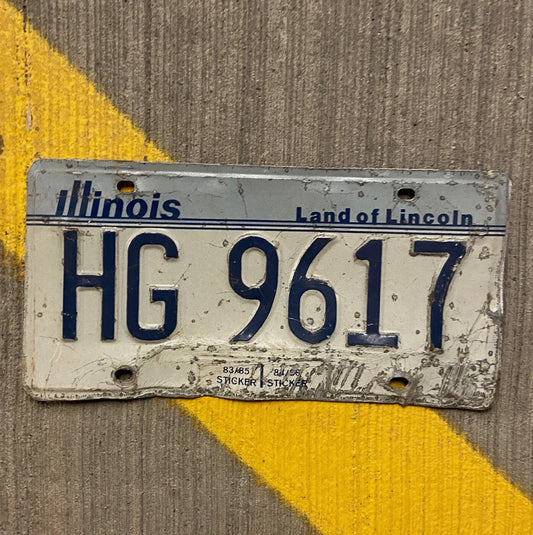 Illinois Land of Lincoln
HG 9617
83/85 84/86
STICKER STICKER